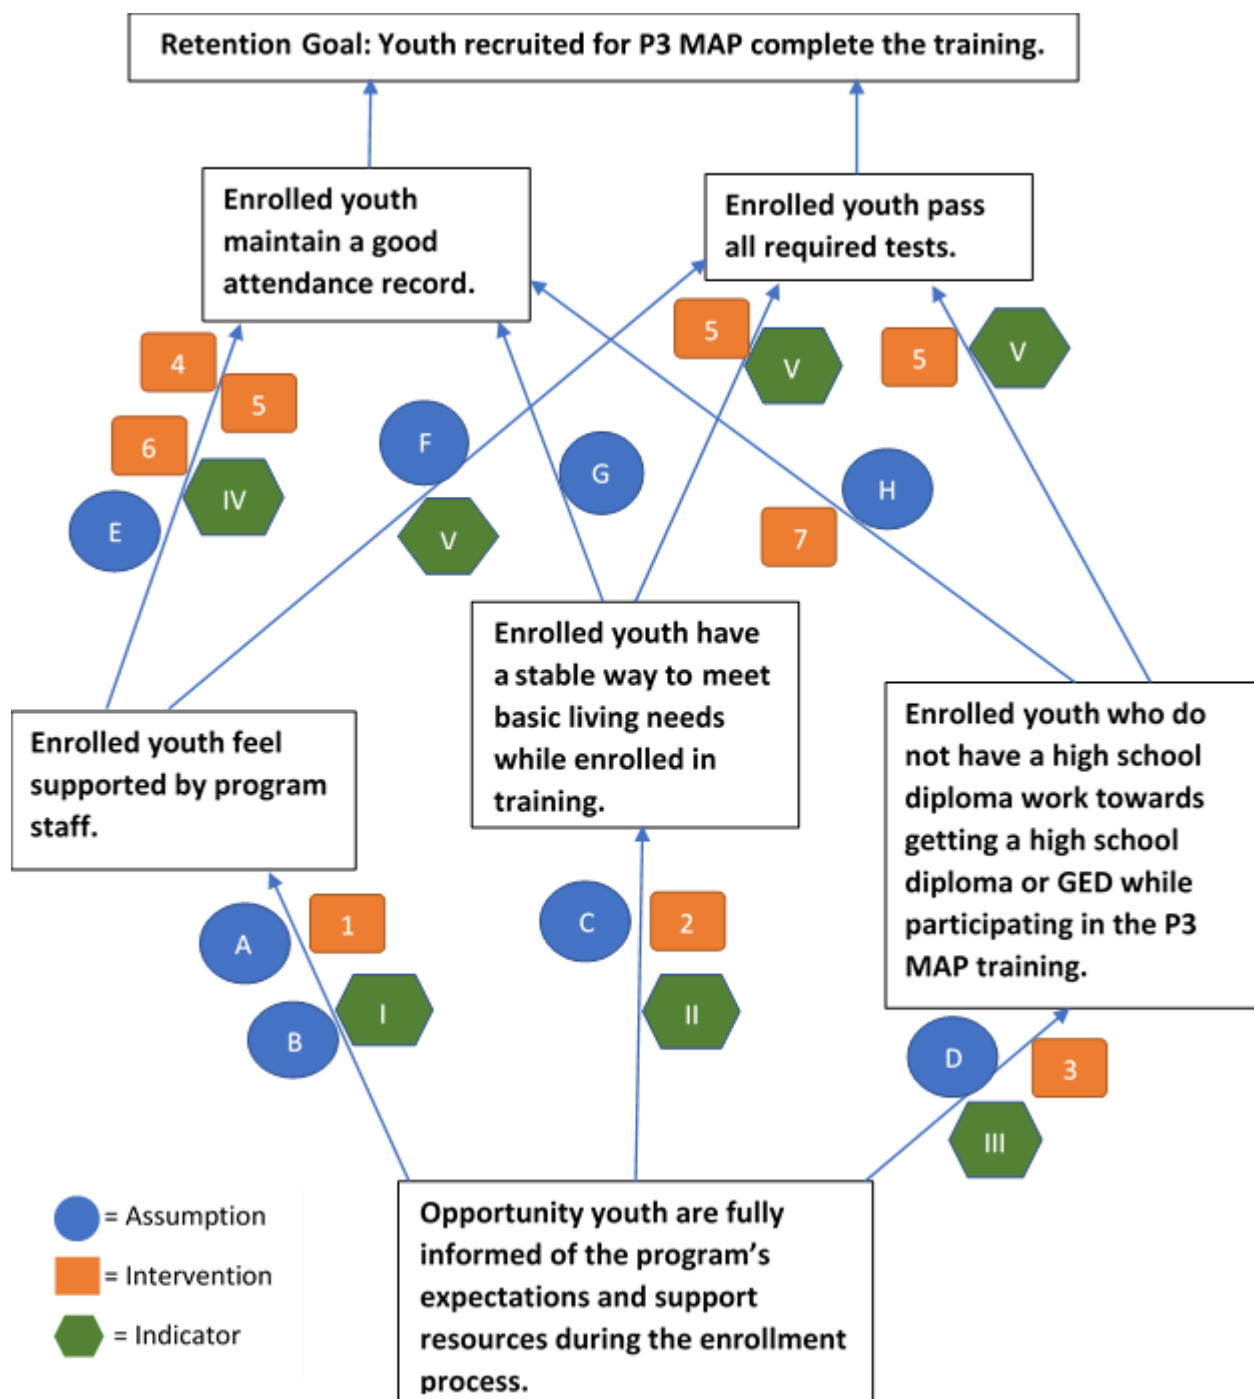 Retention Goal: Youth recruited for P3 MAP complete the training.
Enrolled youth
maintain a good
attendance record.
Enrolled youth pass
all required tests.
4
5
6
E
IV
F
V
G
5
V
5
V
H
7
Enrolled youth feel
supported by program
staff.
Enrolled youth have
a stable way to meet
basic living needs
while enrolled in
training.
Enrolled youth who do
not have a high school
diploma work towards
getting a high school
diploma or GED while
participating in the P3
MAP training.
A
1
B
I
C
2
II
D
3
III
Opportunity youth are fully
informed of the program's
expectations and support
resources during the enrollment
process.
= Assumption
= Intervention
= Indicator